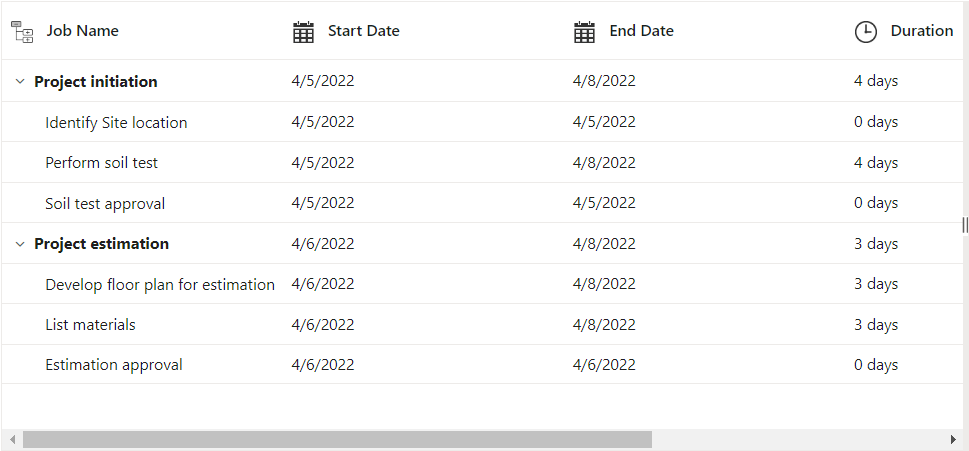 Job Name Start Date End Date Duration
Project initiation 4/5/2022 4/8/2022 4 days
Identify Site location 4/5/2022 4/5/2022 0 days
Perform soil test 4/5/2022 4/8/2022 4 days
Soil test approval 4/5/2022 4/5/2022 0 days
Project estimation 4/6/2022 4/8/2022 3 days
Develop floor plan for estimation 4/6/2022 4/8/2022 3 days
List materials 4/6/2022 4/8/2022 3 days
Estimation approval 4/6/2022 4/6/2022 0 days